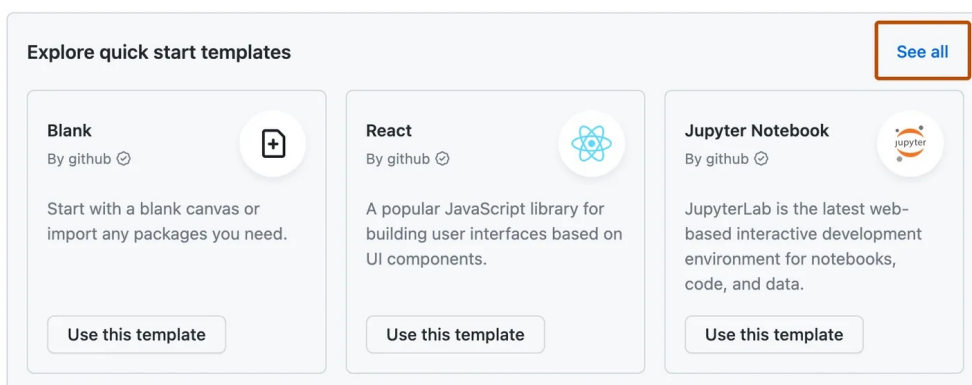 Explore quick start templates
See all
Blank
By github
Start with a blank canvas or
import any packages you need.
Use this template
React
By github
A popular JavaScript library for
building user interfaces based on
UI components.
Use this template
Jupyter Notebook
By github
jupyter
JupyterLab is the latest web-
based interactive development
environment for notebooks,
code, and data.
Use this template